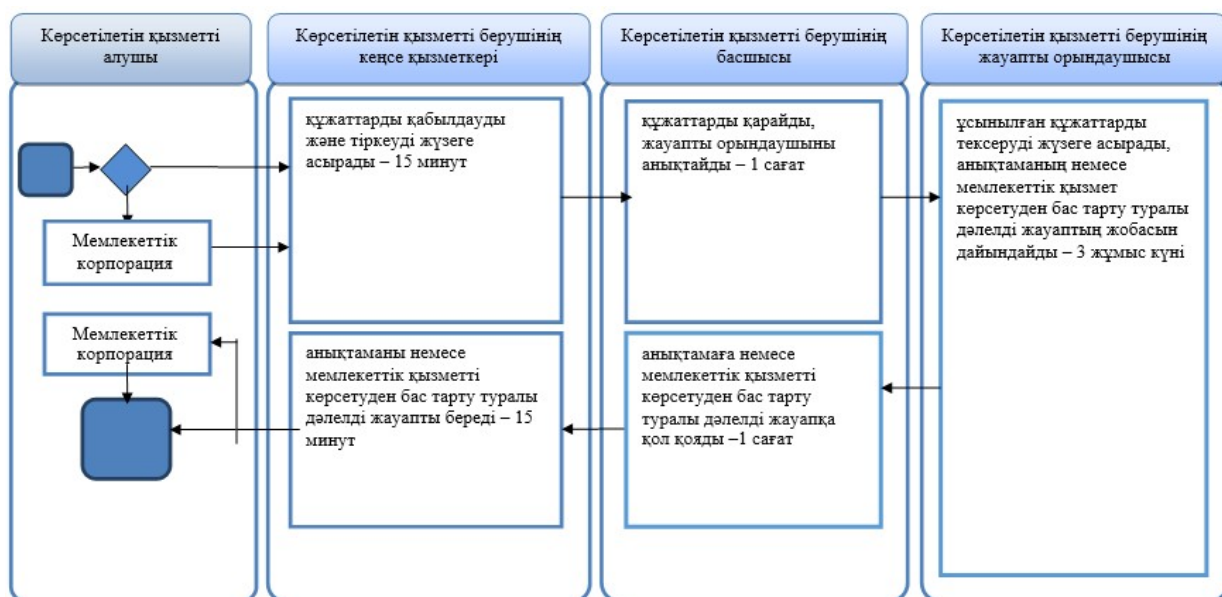 Көрсетілетін қызметті
алушы
Көрсетілетін қызметті берушінің
кеңсе қызметкері
Көрсетілетін қызметті берушінің
басшысы
Көрсетілетін қызметті берушінің
жауапты орындаушысы
құжаттарды қабылдауды
және тіркеуді жүзеге
асырады – 15 минут
құжаттарды қарайды,
жауапты орындаушыны
анықтайды – 1 сағат
ұсынылған құжаттарды
тексеруді жүзеге асырады,
анықтаманың немесе
мемлекеттік қызмет
көрсетуден бас тарту туралы
дәлелді жауаптың жобасын
дайындайды – 3 жұмыс күні
Мемлекеттік
корпорация
Мемлекеттік
корпорация
анықтаманы немесе
мемлекеттік қызметті
көрсетуден бас тарту туралы
дәлелді жауапты береді – 15
минут
анықтамаға немесе
мемлекеттік қызметті
көрсетуден бас тарту
туралы дәлелді жауапқа
қол қояды –1 сағат